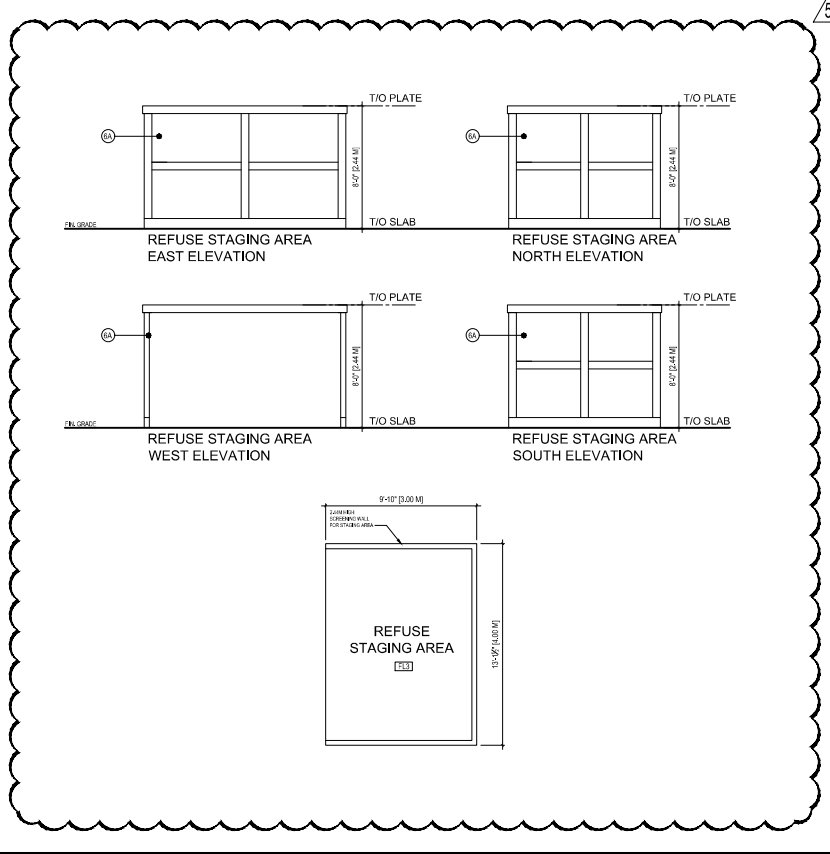 5
T/O PLATE
6A
8'-0" [2.44 M]
FIN. GRADE
T/O SLAB
REFUSE STAGING AREA
EAST ELEVATION
T/O PLATE
6A
8'-0" [2.44 M]
T/O SLAB
REFUSE STAGING AREA
NORTH ELEVATION
T/O PLATE
6A
8'-0" [2.44 M]
FIN. GRADE
T/O SLAB
REFUSE STAGING AREA
WEST ELEVATION
T/O PLATE
6A
8'-0" [2.44 M]
T/O SLAB
REFUSE STAGING AREA
SOUTH ELEVATION
9'-10" [3.00 M]
2.44M HIGH
SCREENING WALL
FOR STAGING AREA
REFUSE
STAGING AREA
FL3
13'-1½" [4.00 M]